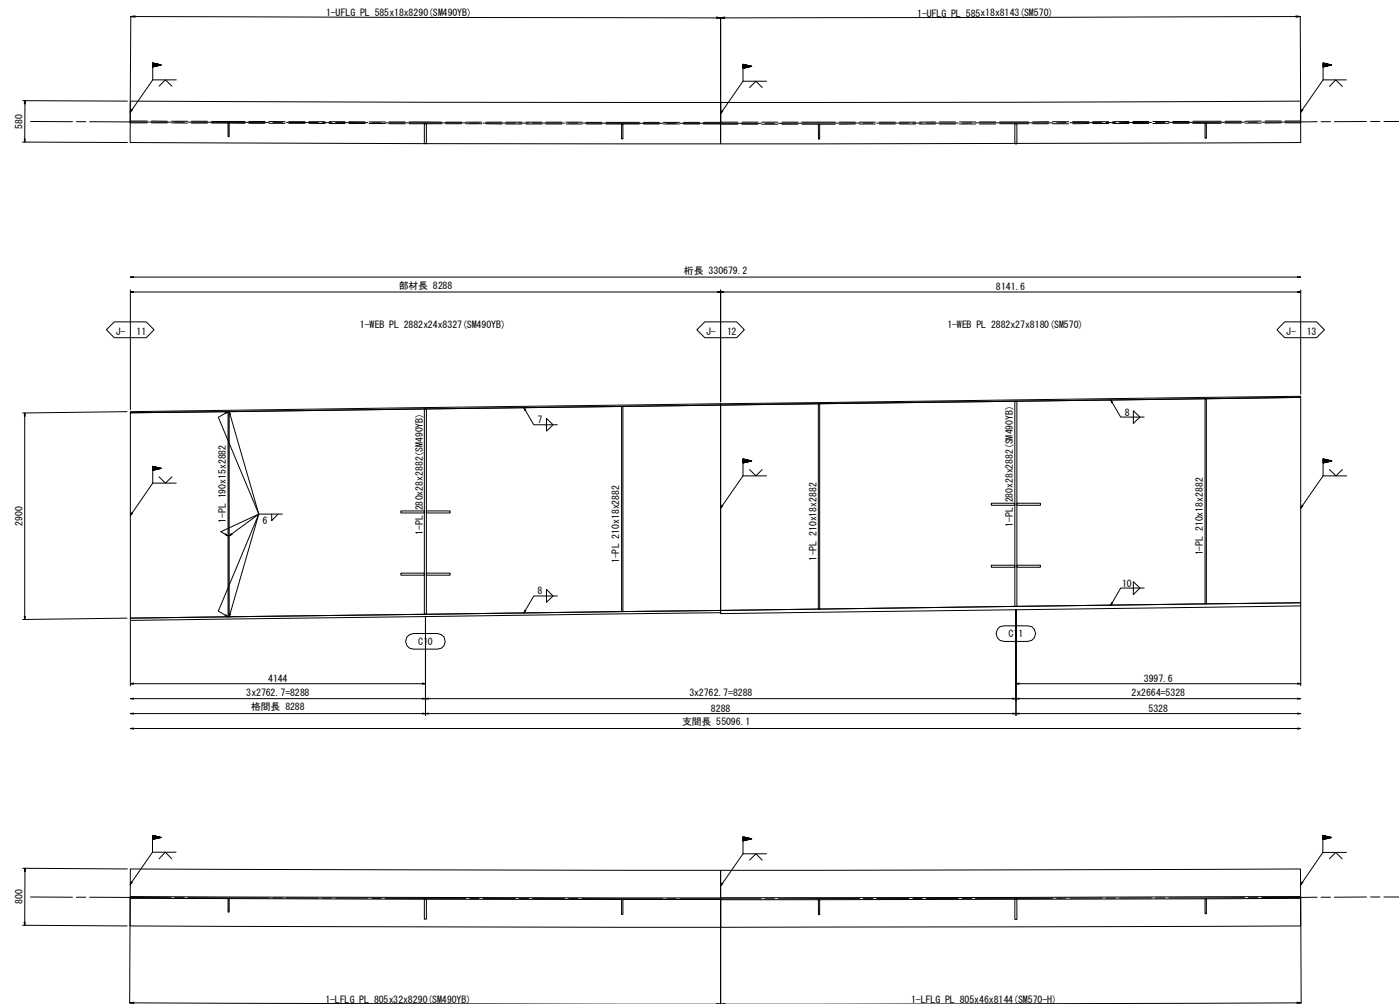 1-UFLG PL 585x18x8290(SM490YB)
1-UFLG PL 585x18x8143(SM570)
580
桁長 330679.2
部材長 8288
8141.6
1-WEB PL 2882x24x8327(SM490YB)
1-WEB PL 2882x27x8180(SM570)
J- 11
J- 12
J- 13
2900
1-PL 190x15x2882
6
1-PL 280x28x2882(SM490YB)
7
8
1-PL 210x18x2882
1-PL 210x18x2882
1-PL 280x28x2882(SM490YB)
8
10
1-PL 210x18x2882
C10
C11
4144
3997.6
3x2762.7=8288
3x2762.7=8288
2x2664=5328
格間長 8288
8288
5328
支間長 55096.1
800
1-LFLG PL 805x32x8290(SM490YB)
1-LFLG PL 805x46x8144(SM570-H)